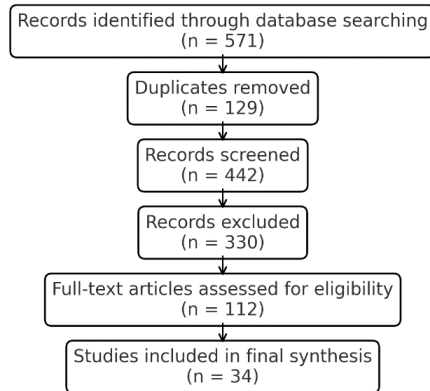 Records identified through database searching
(n = 571)
Duplicates removed
(n = 129)
Records screened
(n = 442)
Records excluded
(n = 330)
Full-text articles assessed for eligibility
(n = 112)
Studies included in final synthesis
(n = 34)